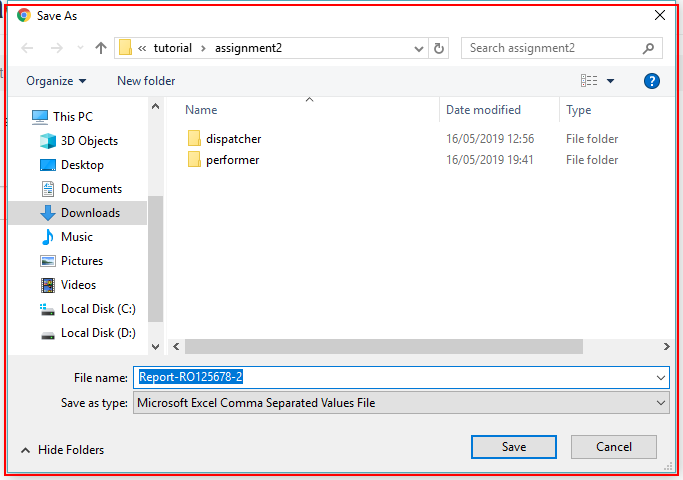 Save As
« tutorial › assignment2
Search assignment2
Organize
New folder
?
Name
Date modified
Type
This PC
3D Objects
Desktop
Documents
Downloads
Music
Pictures
Videos
Local Disk (C:)
Local Disk (D:)
dispatcher 16/05/2019 12:56 File folder
performer 16/05/2019 19:41 File folder
File name: Report-RO125678-2
Save as type: Microsoft Excel Comma Separated Values File
Hide Folders
Save
Cancel